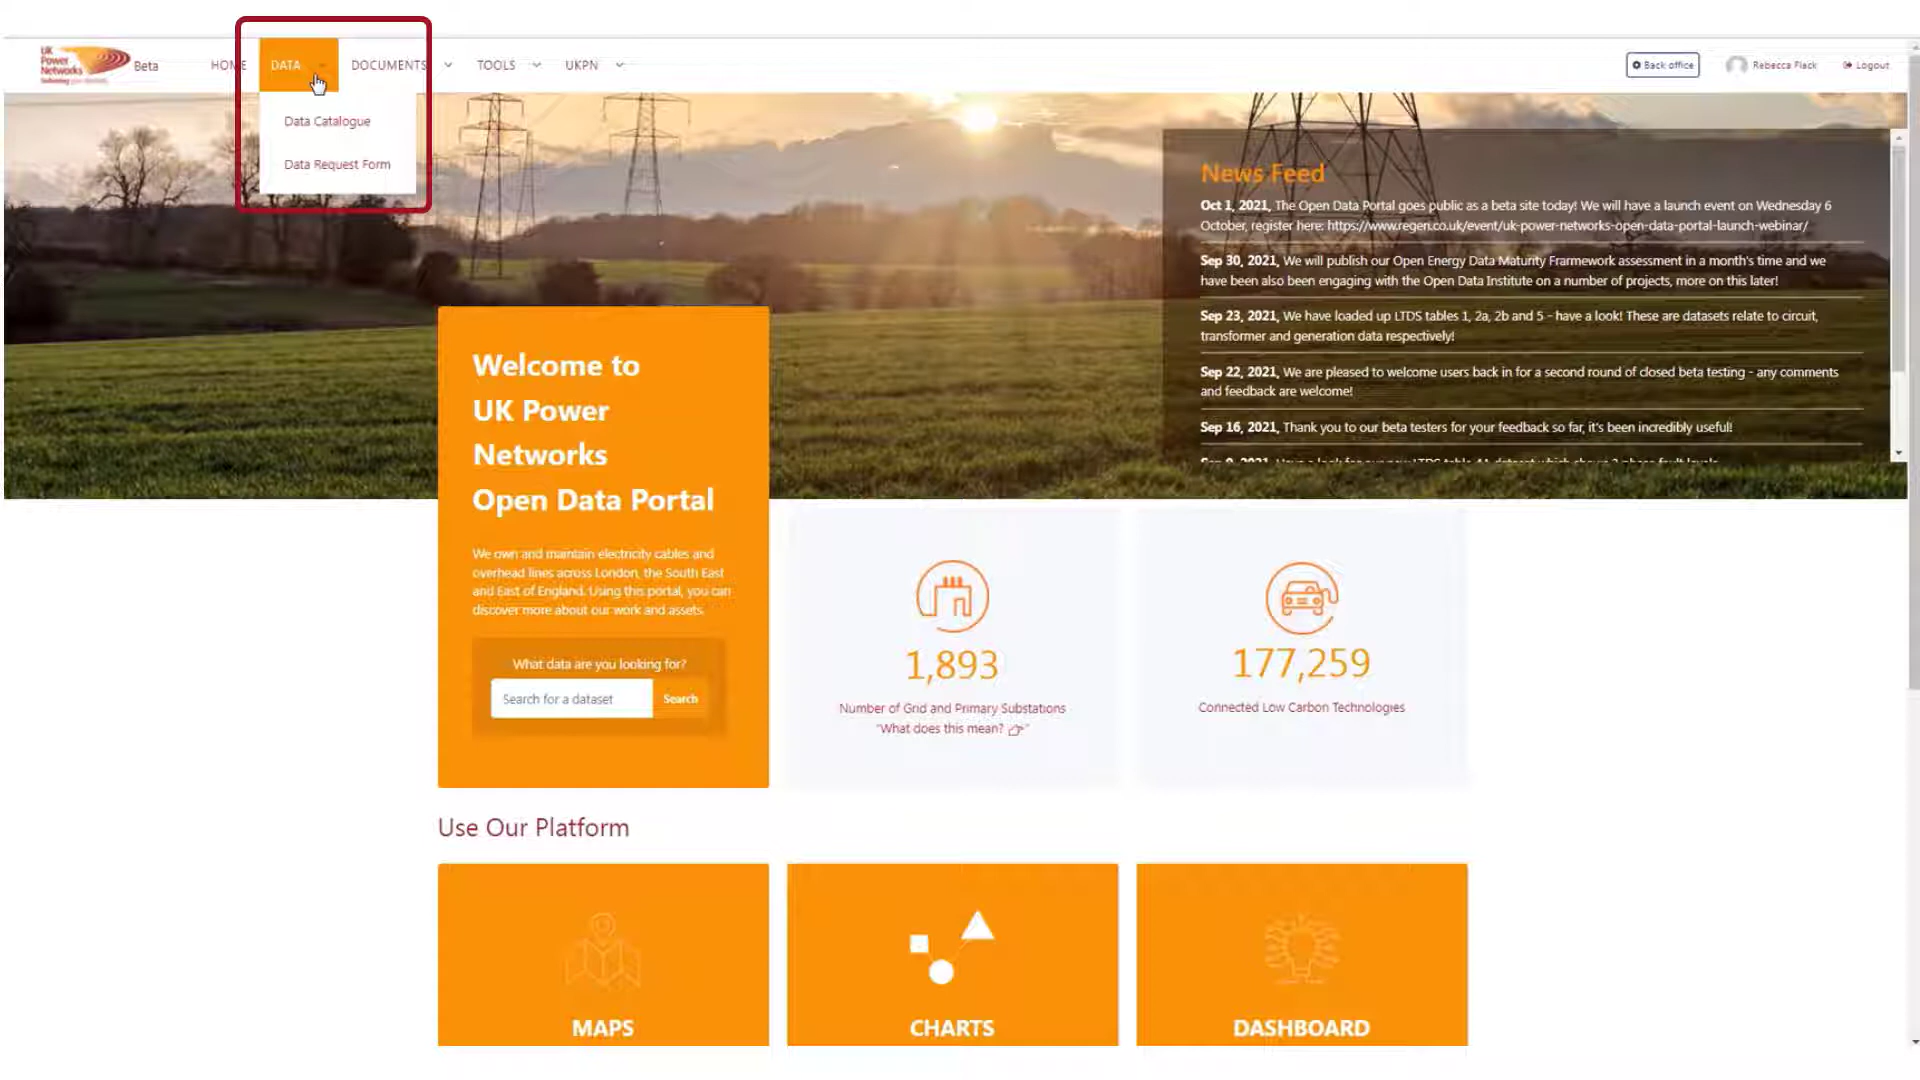 UK
Power
Networks
Beta
HOME
DATA
DOCUMENTS
TOOLS
UKPN
Back office
Rebecca Flack
Logout
Data Catalogue
Data Request Form
News Feed
Oct 1, 2021, The Open Data Portal goes public as a beta site today! We will have a launch event on Wednesday 6
October, register here: https://www.regen.co.uk/event/uk-power-networks-open-data-portal-launch-webinar/
Sep 30, 2021, We will publish our Open Energy Data Maturity Framework assessment in a month's time and we
have been also been engaging with the Open Data Institute on a number of projects, more on this later!
Sep 23, 2021, We have loaded up LTDS tables 1, 2a, 2b and 5 - have a look! These are datasets relate to circuit,
transformer and generation data respectively!
Sep 22, 2021, We are pleased to welcome users back in for a second round of closed beta testing - any comments
and feedback are welcome!
Sep 16, 2021, Thank you to our beta testers for your feedback so far, it's been incredibly useful!
Welcome to
UK Power
Networks
Open Data Portal
We own and maintain electricity cables and
overhead lines across London, the South East
and East of England. Using this portal, you can
discover more about our work and assets.
What data are you looking for?
Search for a dataset
Search
1,893
Number of Grid and Primary Substations
"What does this mean? "
177,259
Connected Low Carbon Technologies
Use Our Platform
MAPS
CHARTS
DASHBOARD